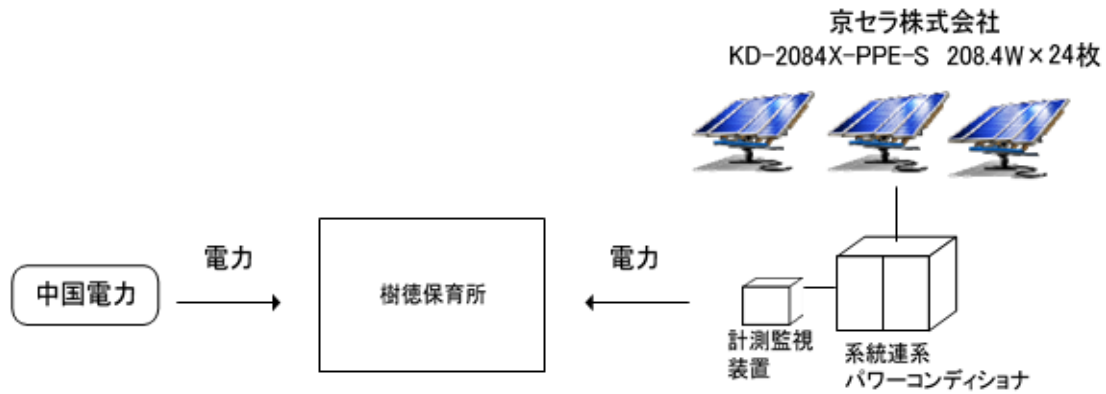 京セラ株式会社
KD-2084X-PPE-S 208.4W×24枚
電力
電力
中国電力
樹徳保育所
計測監視
装置
系統連系
パワーコンディショナ